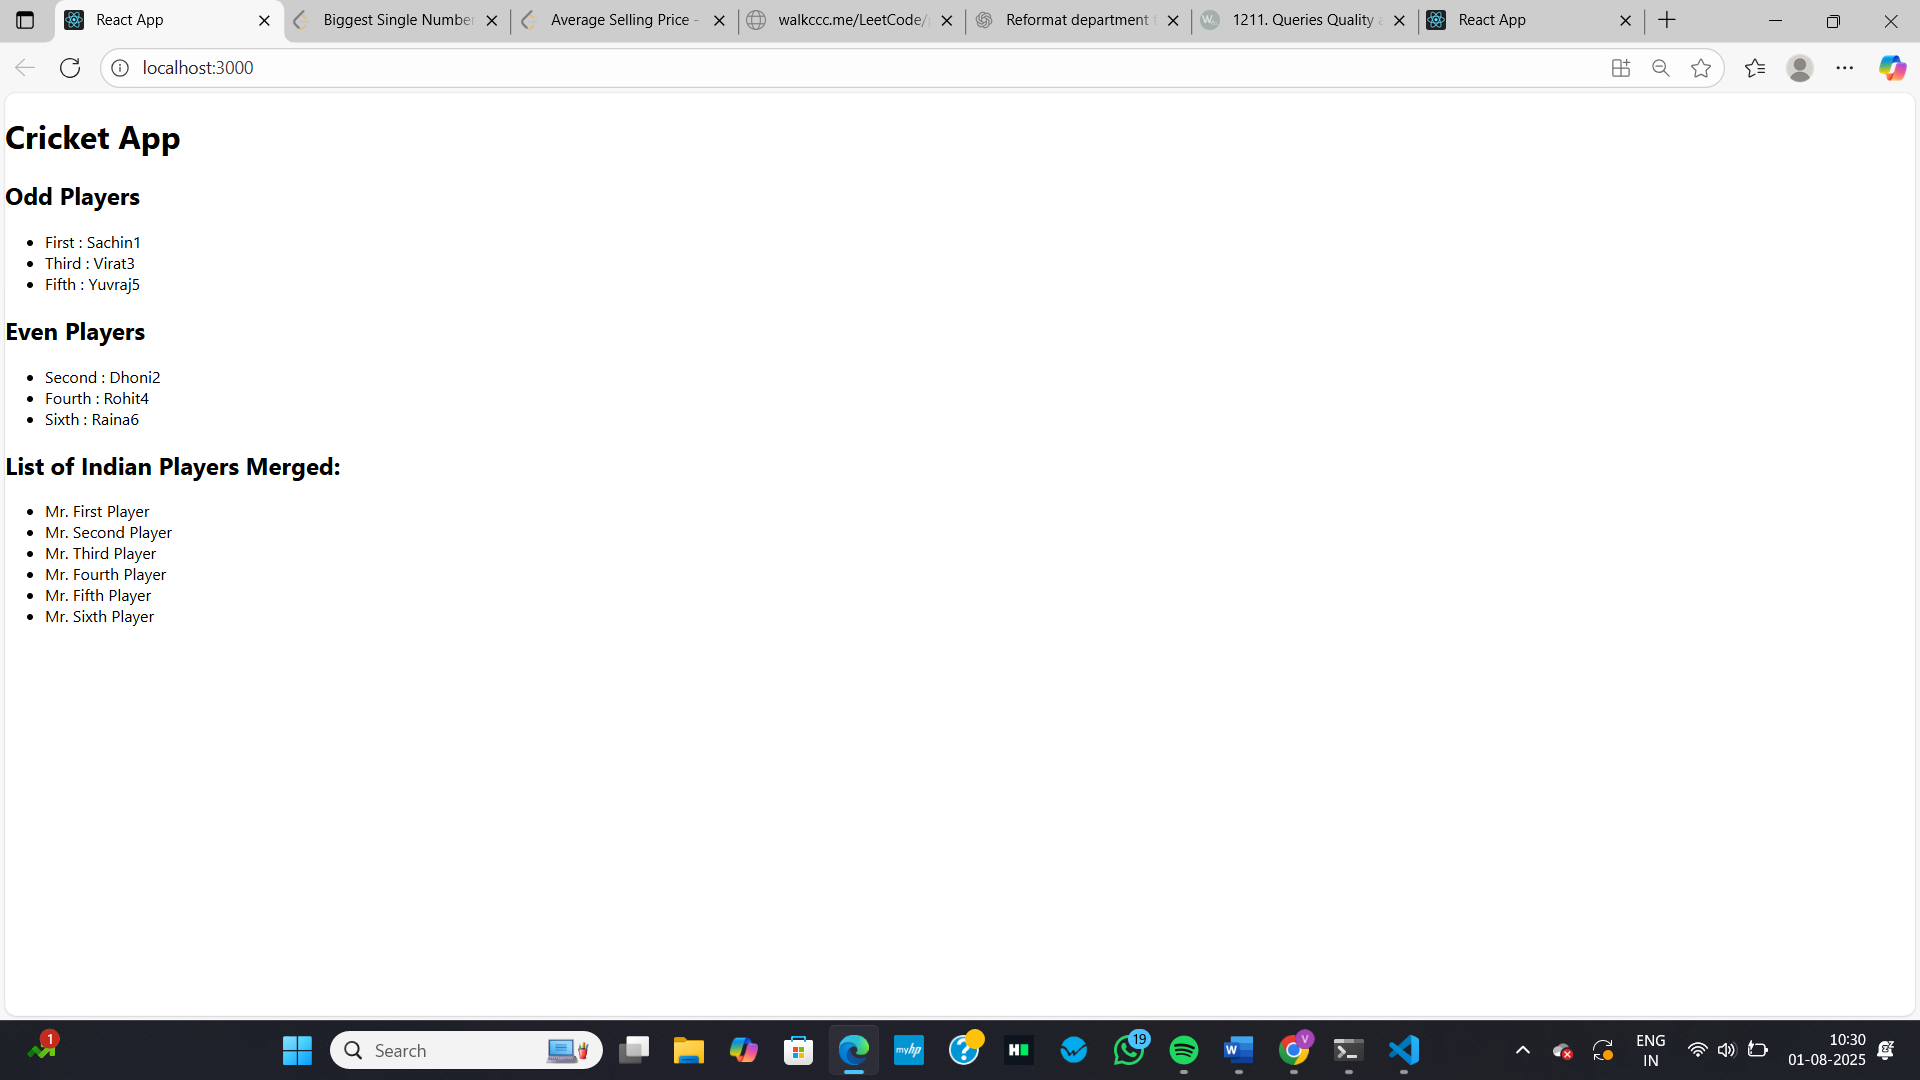 React App
Biggest Single Number
Average Selling Price -
walkccc.me/LeetCode/
Reformat department
1211. Queries Quality
React App
localhost:3000
Cricket App
Odd Players
First : Sachin1
Third : Virat3
Fifth : Yuvraj5
Even Players
Second : Dhoni2
Fourth : Rohit4
Sixth : Raina6
List of Indian Players Merged:
Mr. First Player
Mr. Second Player
Mr. Third Player
Mr. Fourth Player
Mr. Fifth Player
Mr. Sixth Player
1
Search
myhp
19
V
ENG
IN
10:30
01-08-2025